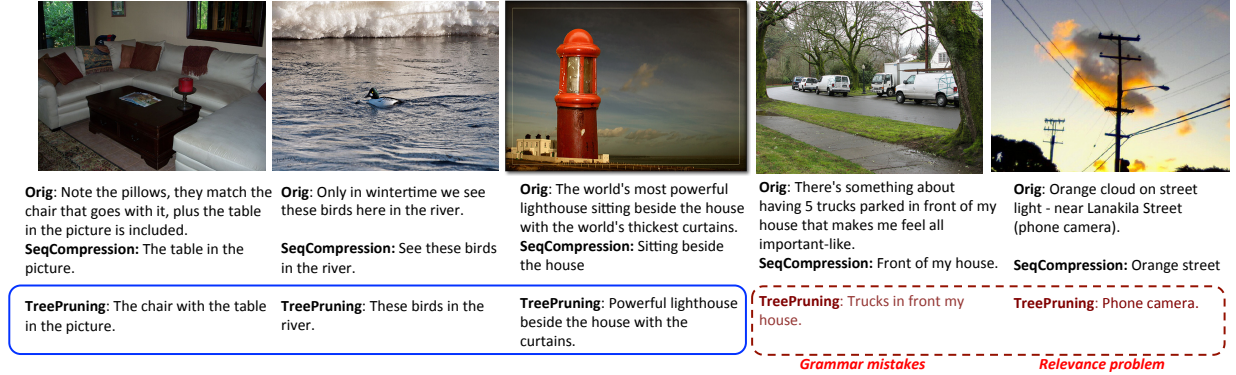 Orig: Note the pillows, they match the
chair that goes with it, plus the table
in the picture is included.
SeqCompression: The table in the
picture.
TreePruning: The chair with the table
in the picture.
Orig: Only in wintertime we see
these birds here in the river.
SeqCompression: See these birds
in the river.
TreePruning: These birds in the
river.
Orig: The world's most powerful
lighthouse sitting beside the house
with the world's thickest curtains.
SeqCompression: Sitting beside
the house
TreePruning: Powerful lighthouse
beside the house with the
curtains.
Orig: There's something about
having 5 trucks parked in front of my
house that makes me feel all
important-like.
SeqCompression: Front of my house.
TreePruning: Trucks in front my
house.
Grammar mistakes
Orig: Orange cloud on street
light - near Lanakila Street
(phone camera).
SeqCompression: Orange street
TreePruning: Phone camera.
Relevance problem